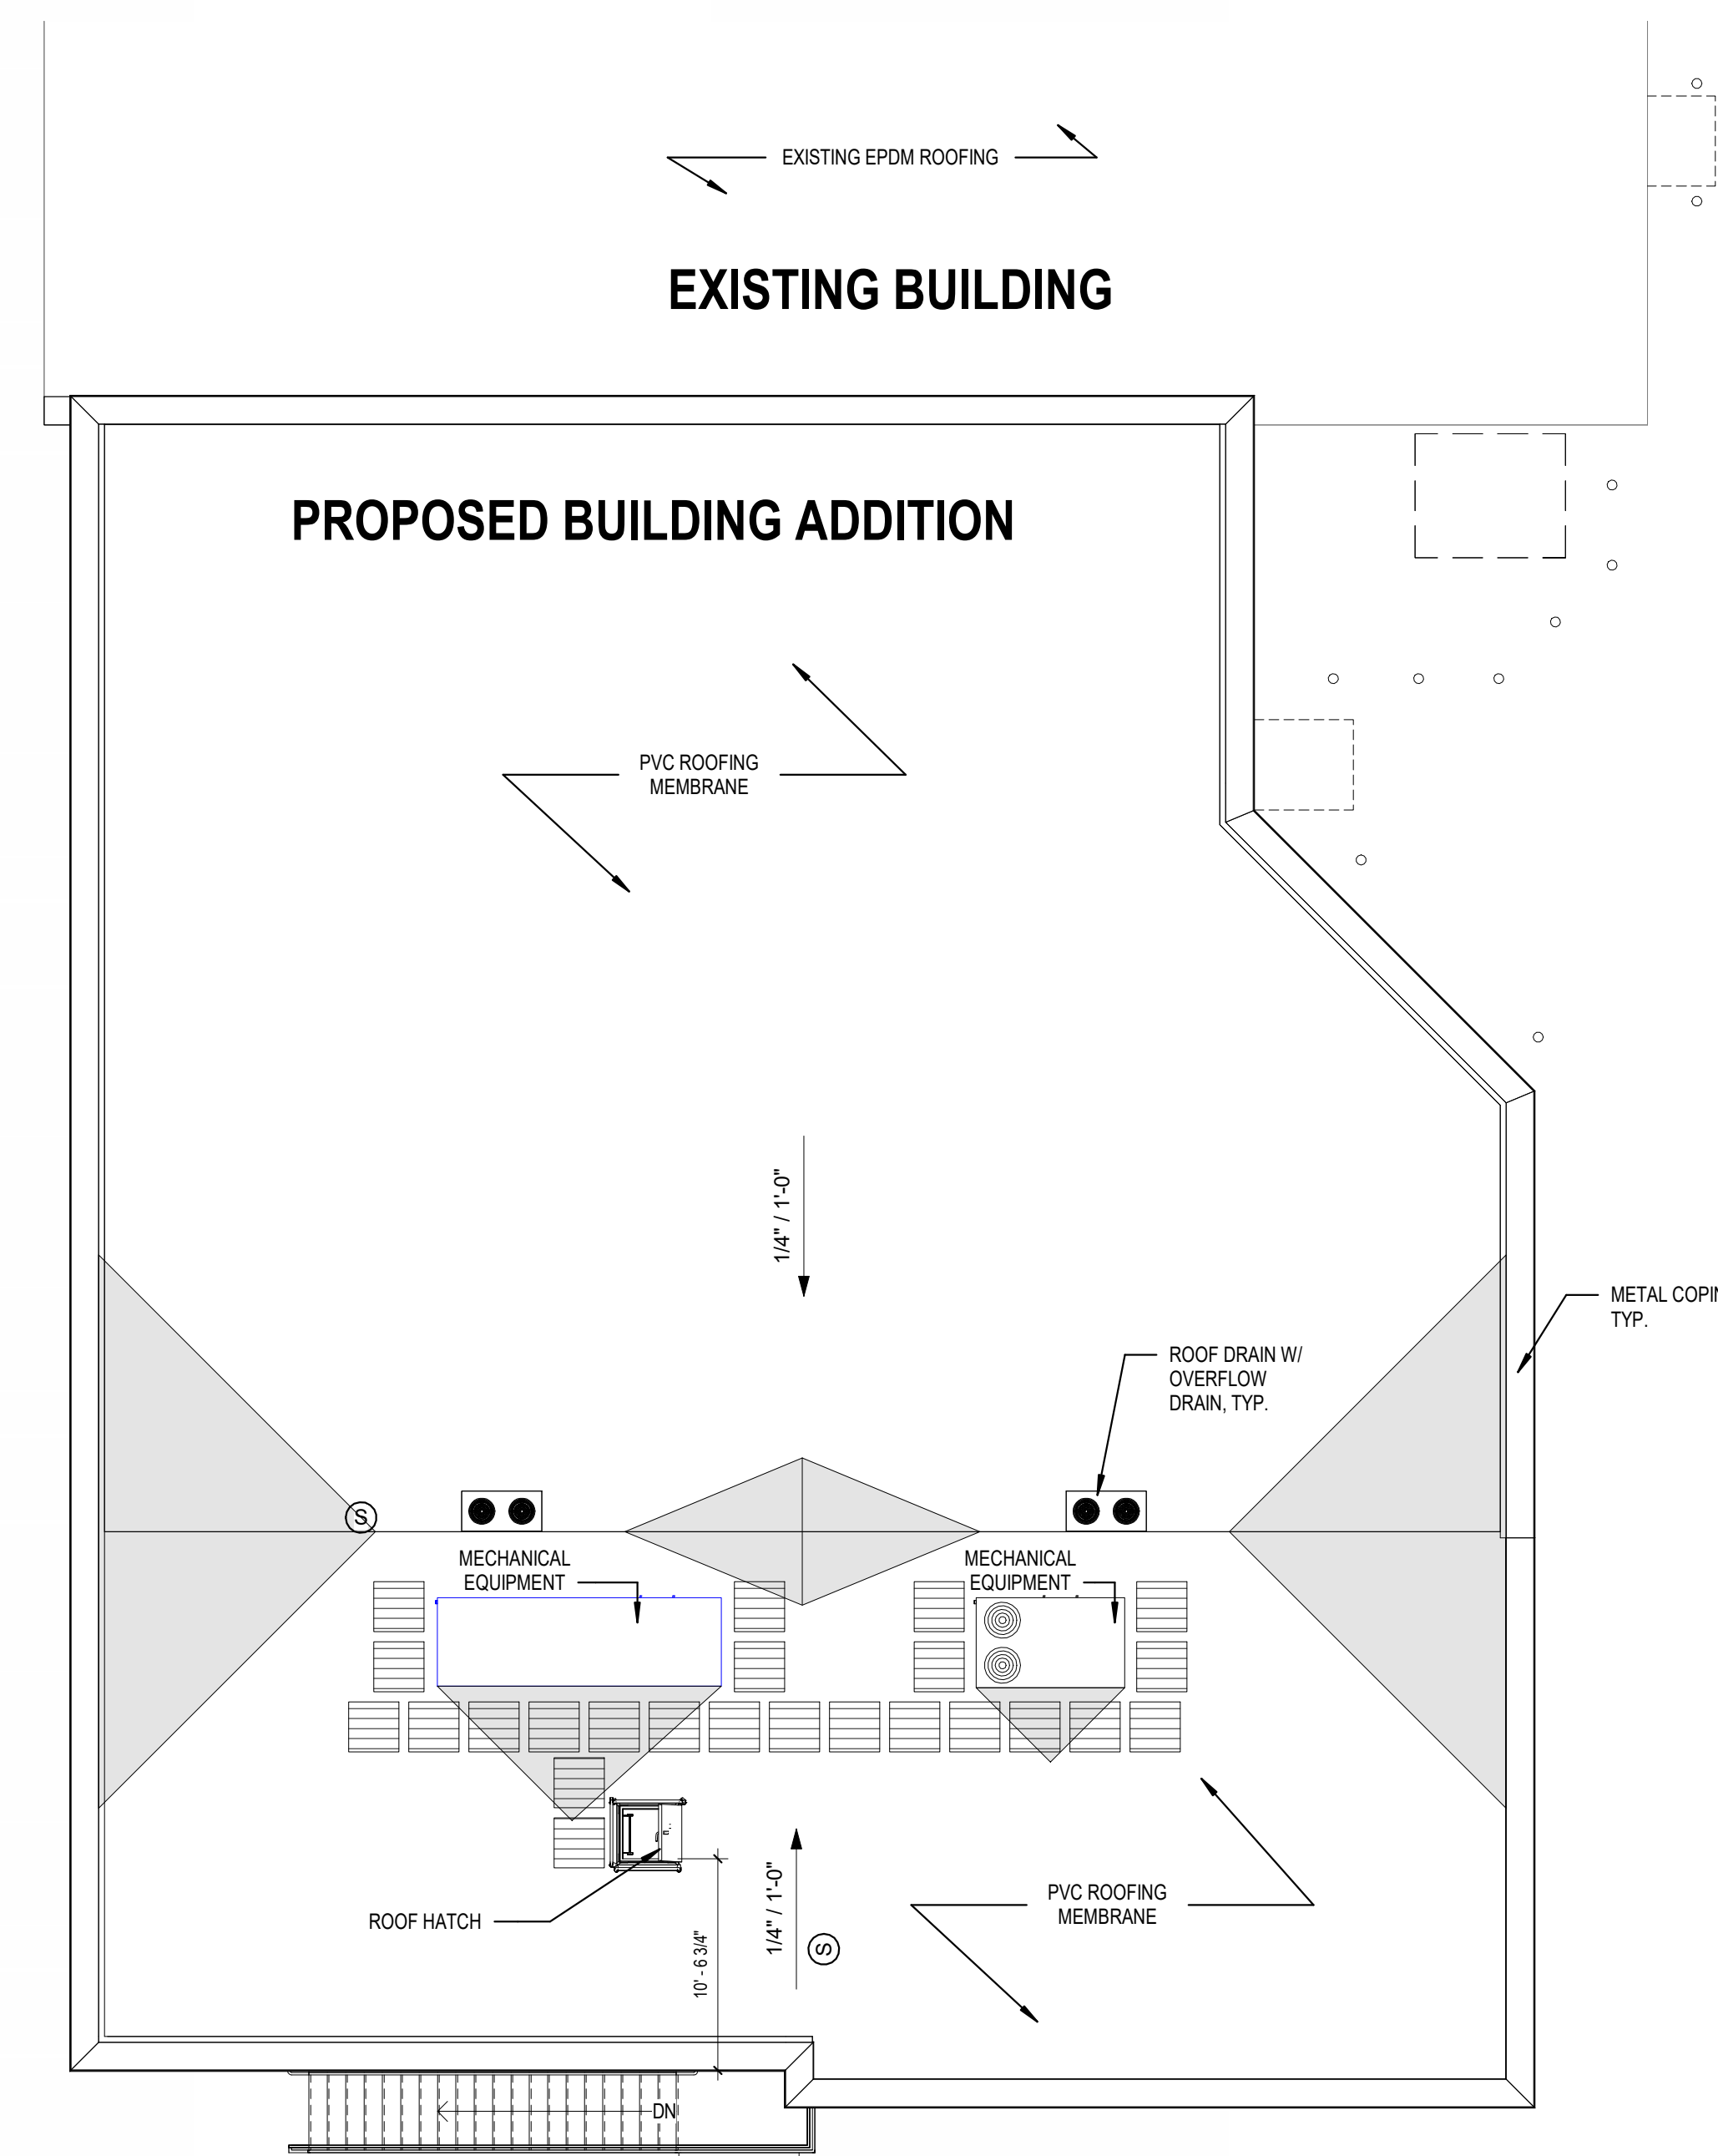 EXISTING EPDM ROOFING
EXISTING BUILDING
PROPOSED BUILDING ADDITION
PVC ROOFING
MEMBRANE
1/4" / 1'-0"
METAL COPIN
TYP.
ROOF DRAIN W/
OVERFLOW
DRAIN, TYP.
S
MECHANICAL
EQUIPMENT
MECHANICAL
EQUIPMENT
ROOF HATCH
10' - 6 3/4"
1/4" / 1'-0"
S
PVC ROOFING
MEMBRANE
DN